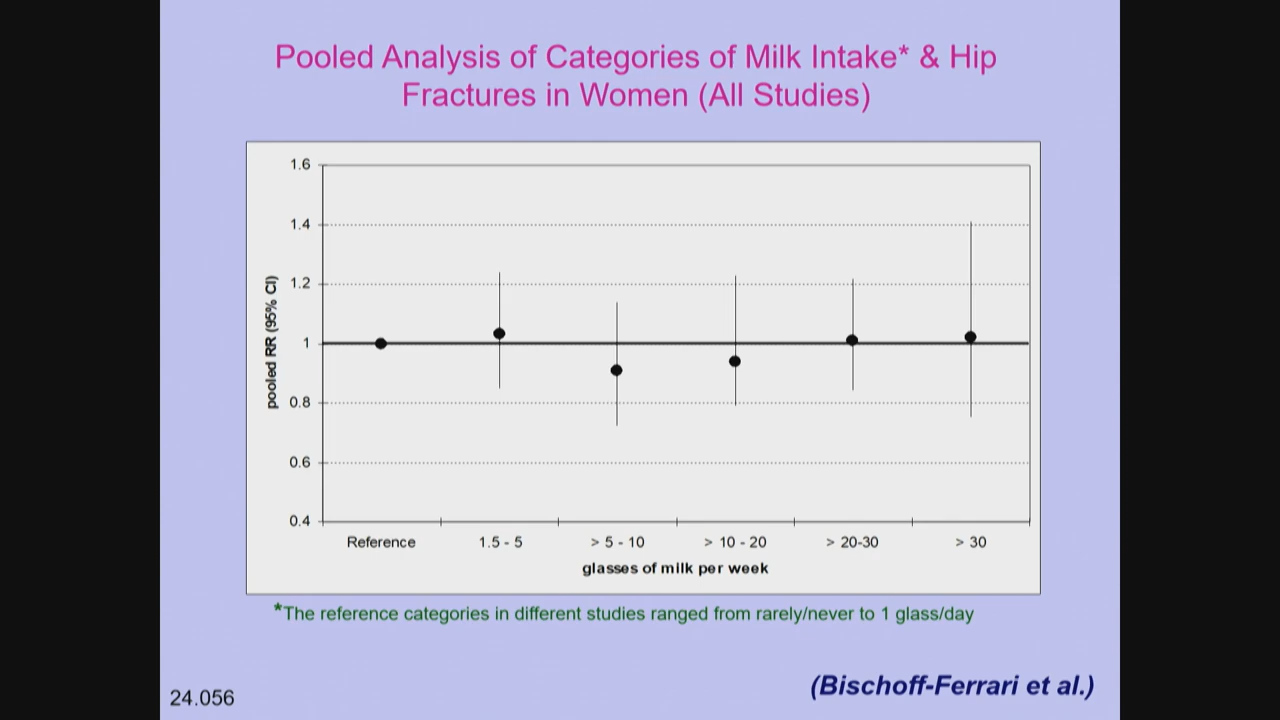 Pooled Analysis of Categories of Milk Intake* & Hip
Fractures in Women (All Studies)
1.6
1.4
1.2
1
0.8
0.6
0.4
pooled RR (95% CI)
Reference 1.5 - 5 > 5 - 10 > 10 - 20 > 20-30 > 30
glasses of milk per week
*The reference categories in different studies ranged from rarely/never to 1 glass/day
(Bischoff-Ferrari et al.)
24.056